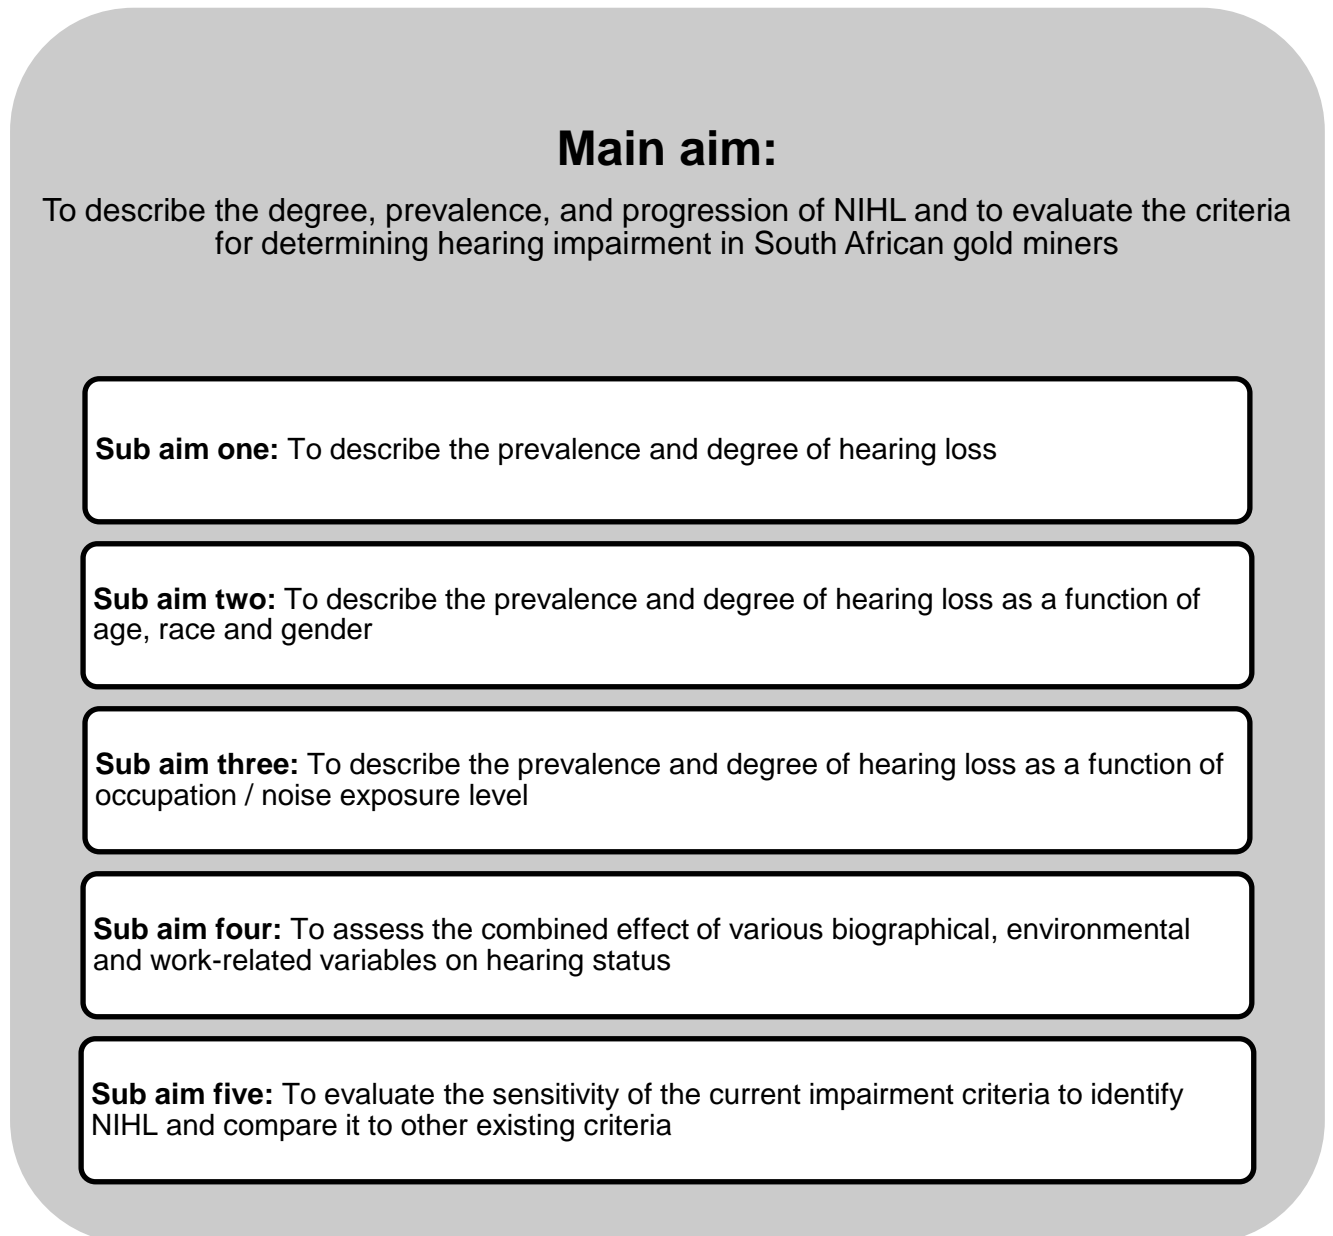 Main aim:
To describe the degree, prevalence, and progression of NIHL and to evaluate the criteria
for determining hearing impairment in South African gold miners
Sub aim one: To describe the prevalence and degree of hearing loss
Sub aim two: To describe the prevalence and degree of hearing loss as a function of
age, race and gender
Sub aim three: To describe the prevalence and degree of hearing loss as a function of
occupation / noise exposure level
Sub aim four: To assess the combined effect of various biographical, environmental
and work-related variables on hearing status
Sub aim five: To evaluate the sensitivity of the current impairment criteria to identify
NIHL and compare it to other existing criteria